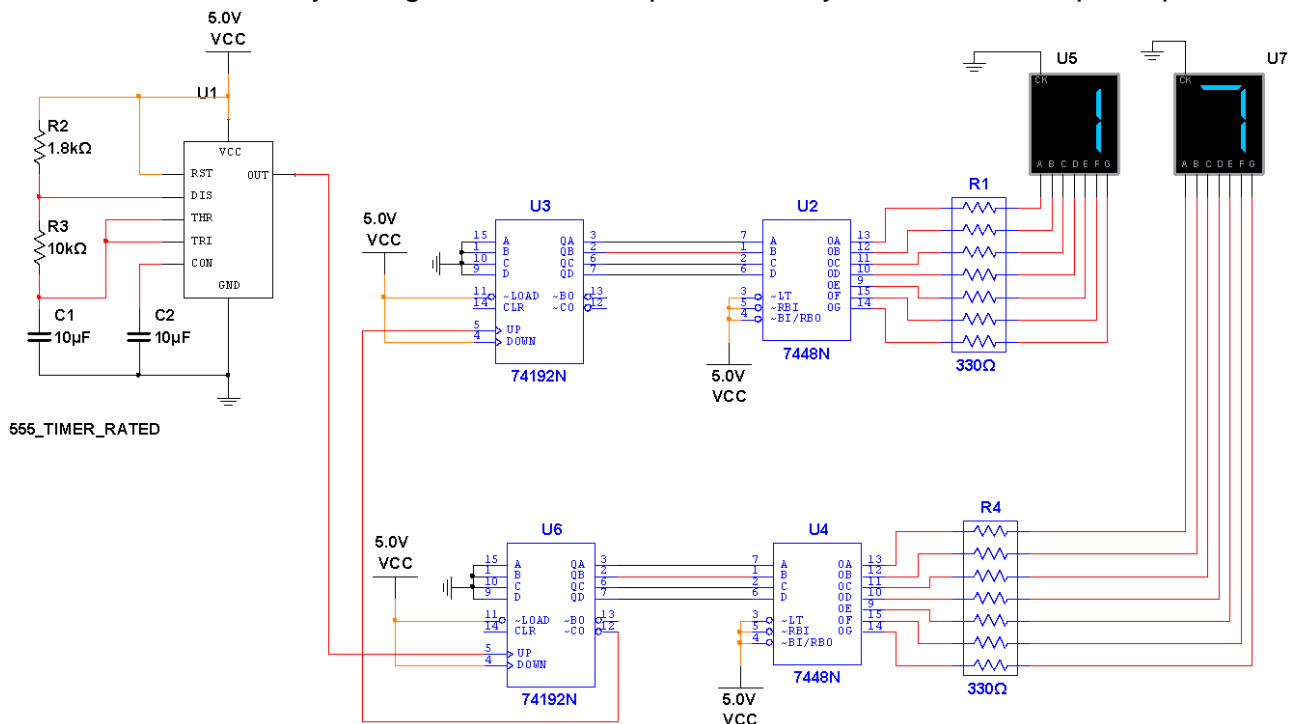 5.0V
VCC
U1
R2
1.8kΩ
R3
10kΩ
C1
10µF
C2
10µF
VCC
RST
OUT
DIS
THR
TRI
CON
GND
555_TIMER_RATED
5.0V
VCC
U3
15 A QA 3
1 B QB 2
10 C QC 6
9 D QD 7
11 ~LOAD ~BO 13
14 CLR ~CO 12
5 UP
4 DOWN
74192N
U2
7 A OA 13
1 B OB 12
2 C OC 11
6 D OD 10
OE 9
3 ~LT OF 15
5 ~RBI OG 14
4 ~BI/RBO
7448N
5.0V
VCC
R1
330Ω
U5
CK
1
A B C D E F G
U7
CK
7
A B C D E F G
5.0V
VCC
U6
15 A QA 3
1 B QB 2
10 C QC 6
9 D QD 7
11 ~LOAD ~BO 13
14 CLR ~CO 12
5 UP
4 DOWN
74192N
U4
7 A OA 13
1 B OB 12
2 C OC 11
6 D OD 10
OE 9
3 ~LT OF 15
5 ~RBI OG 14
4 ~BI/RBO
7448N
5.0V
VCC
R4
330Ω